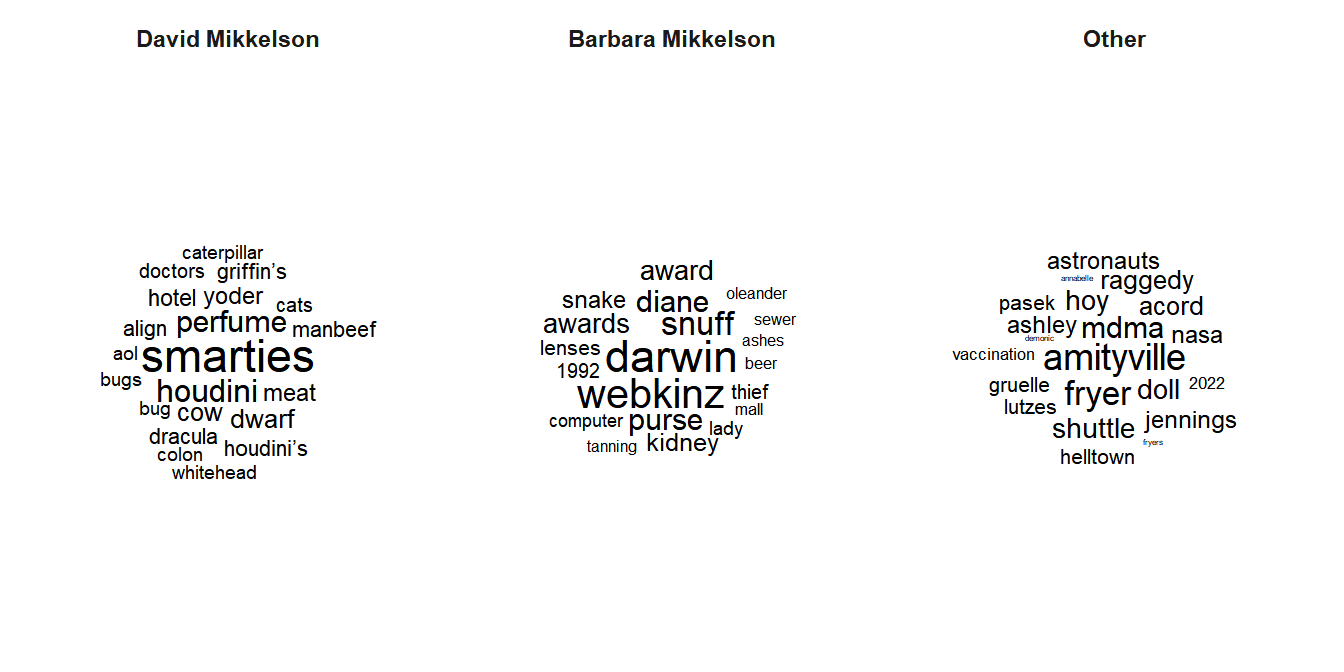 David Mikkelson
caterpillar
doctors griffin’s
hotel yoder cats
align perfume manbeef
aol smarties
bugs houdini meat
bug cow dwarf
dracula houdini’s
colon
whitehead
Barbara Mikkelson
award
snake diane oleander
awards snuff sewer
lenses darwin ashes
1992 beer
webkinz thief
computer purse lady mall
tanning kidney
Other
astronauts
annabelle raggedy
pasek hoy acord
ashley mdma nasa
demonic
vaccination amityville
gruelle fryer doll 2022
lutzes
shuttle jennings
fryers
helltown